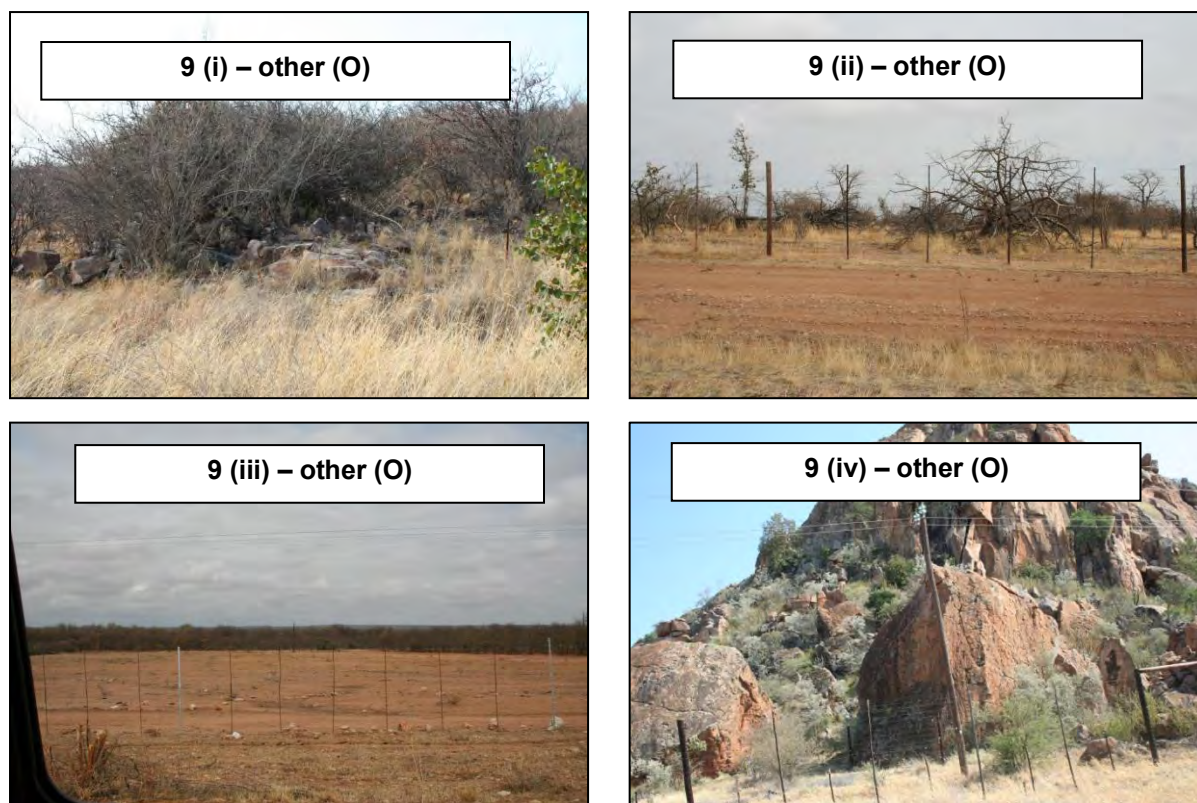 9 (i) – other (O)
9 (ii) – other (O)
9 (iii) – other (O)
9 (iv) – other (O)